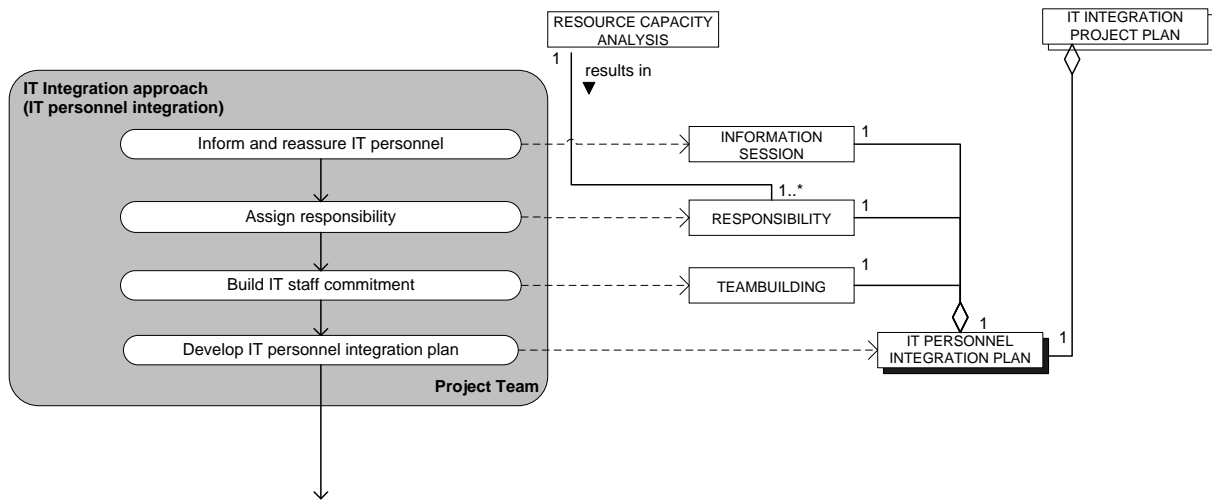 RESOURCE CAPACITY
ANALYSIS
1
results in
IT INTEGRATION
PROJECT PLAN
IT Integration approach
(IT personnel integration)
Inform and reassure IT personnel
INFORMATION
SESSION
1
1..*
Assign responsibility
RESPONSIBILITY
1
Build IT staff commitment
TEAMBUILDING
1
1
Develop IT personnel integration plan
IT PERSONNEL
INTEGRATION PLAN
1
Project Team